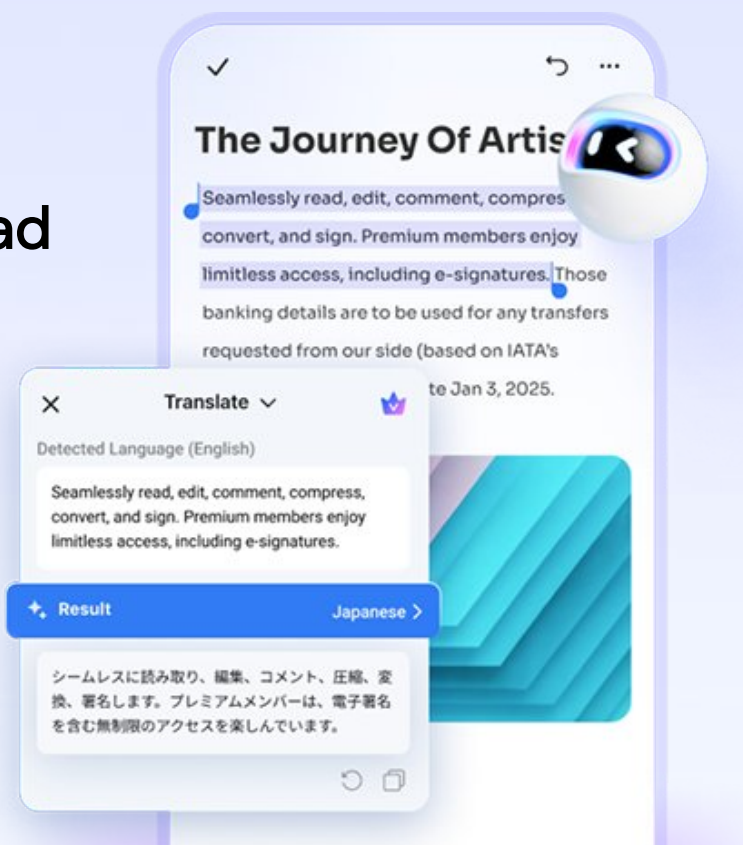 The Journey Of Artis
ad
Seamlessly read, edit, comment, compres
convert, and sign. Premium members enjoy
limitless access, including e-signatures. Those
banking details are to be used for any transfers
requested from our side (based on IATA's
te Jan 3, 2025.
Translate
Detected Language (English)
Seamlessly read, edit, comment, compress,
convert, and sign. Premium members enjoy
limitless access, including e-signatures.
Result Japanese
シームレスに読み取り、編集、コメント、圧縮、変
換、署名します。プレミアムメンバーは、電子署名
を含む無制限のアクセスを楽しんでいます。